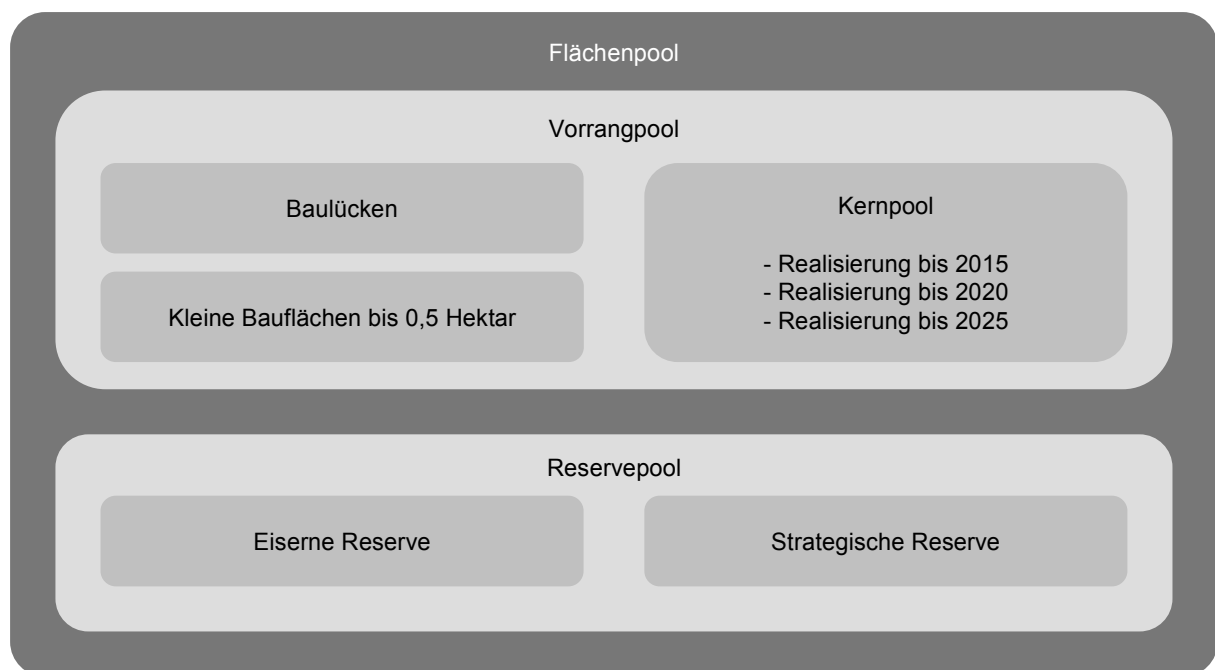 Flächenpool
Vorrangpool
Baulücken
Kleine Bauflächen bis 0,5 Hektar
Kernpool
- Realisierung bis 2015
- Realisierung bis 2020
- Realisierung bis 2025
Reservepool
Eiserne Reserve
Strategische Reserve